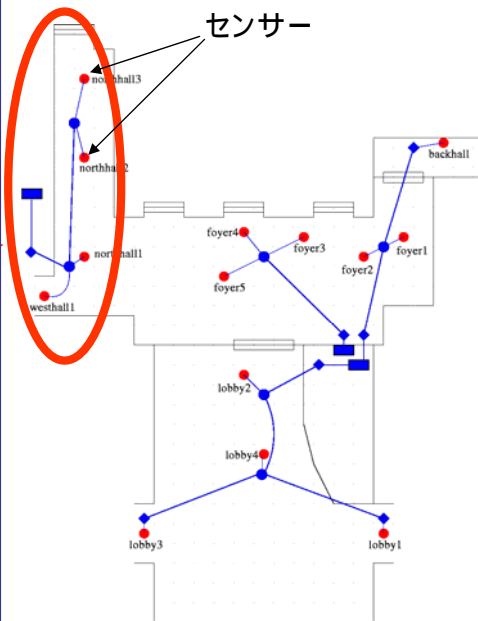 センサー
northhall3
northhall2
backhall
foyer4
foyer3
foyer1
northhall1
foyer2
foyer5
westhall1
lobby2
lobby4
lobby3
lobby1